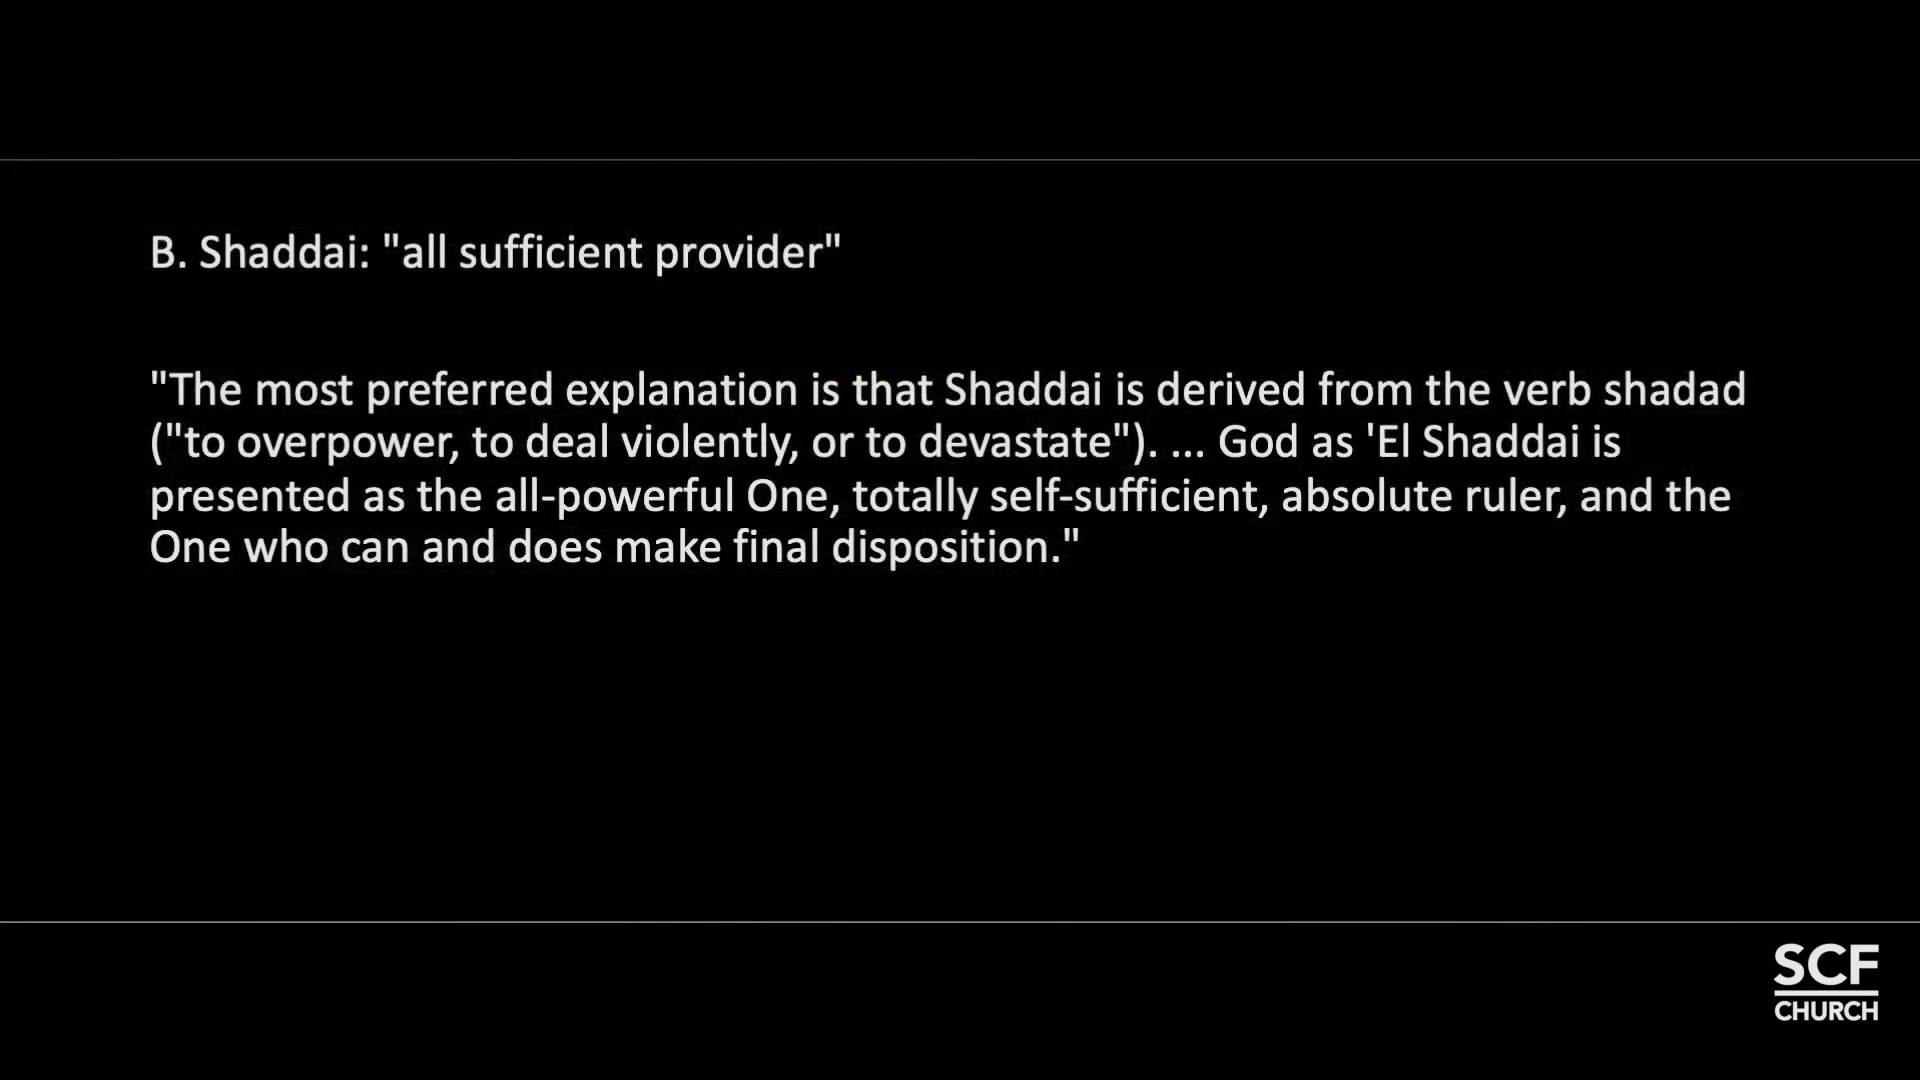 B. Shaddai: "all sufficient provider"
"The most preferred explanation is that Shaddai is derived from the verb shadad
("to overpower, to deal violently, or to devastate"). ... God as 'El Shaddai is
presented as the all-powerful One, totally self-sufficient, absolute ruler, and the
One who can and does make final disposition."
SCF
CHURCH